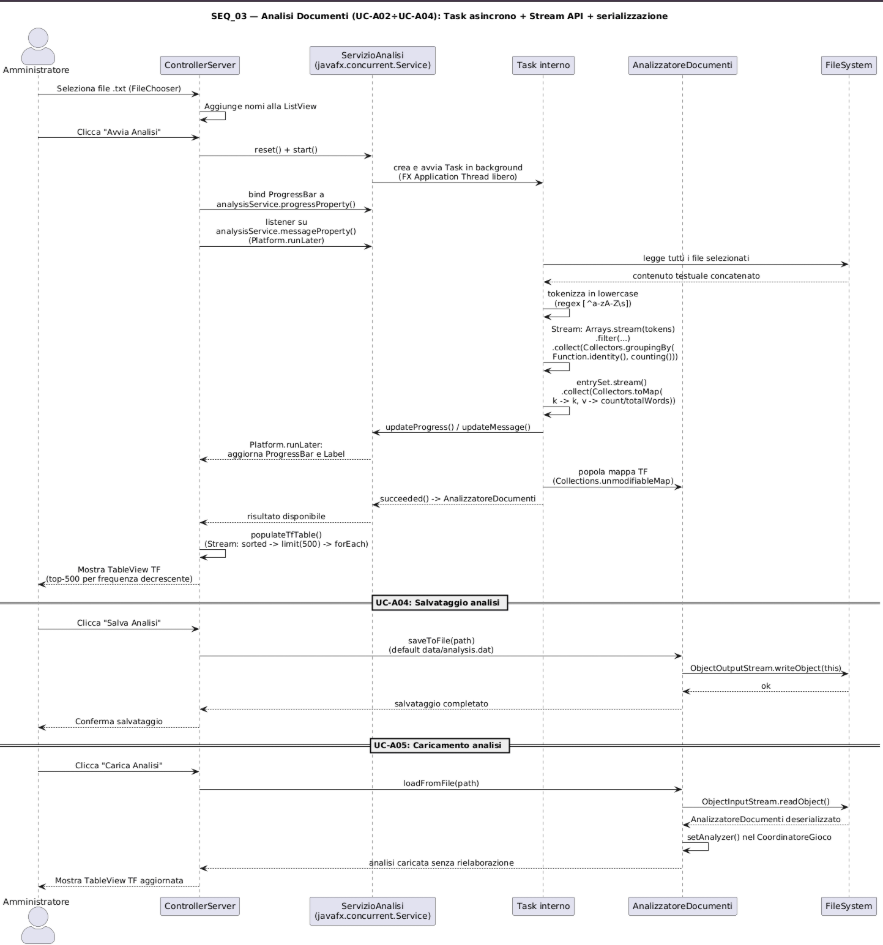 SEQ_03 — Analisi Documenti (UC-A02÷UC-A04): Task asincrono + Stream API + serializzazione
Amministratore
ControllerServer
ServizioAnalisi
(javafx.concurrent.Service)
Task interno
AnalizzatoreDocumenti
FileSystem
Seleziona file .txt (FileChooser)
Aggiunge nomi alla ListView
Clicca "Avvia Analisi"
reset() + start()
crea e avvia Task in background
(FX Application Thread libero)
bind ProgressBar a
analysisService.progressProperty()
listener su
analysisService.messageProperty()
(Platform.runLater)
legge tutti i file selezionati
contenuto testuale concatenato
tokenizza in lowercase
(regex [^a-zA-Z\s])
Stream: Arrays.stream(tokens)
.filter(...)
.collect(Collectors.groupingBy(
Function.identity(), counting()))
entrySet.stream()
.collect(Collectors.toMap(
k -> k, v -> count/totalWords))
updateProgress() / updateMessage()
Platform.runLater:
aggiorna ProgressBar e Label
popola mappa TF
(Collections.unmodifiableMap)
succeeded() -> AnalizzatoreDocumenti
risultato disponibile
populateTfTable()
(Stream: sorted -> limit(500) -> forEach)
Mostra TableView TF
(top-500 per frequenza decrescente)
UC-A04: Salvataggio analisi
Clicca "Salva Analisi"
saveToFile(path)
(default data/analysis.dat)
ObjectOutputStream.writeObject(this)
ok
salvataggio completato
Conferma salvataggio
UC-A05: Caricamento analisi
Clicca "Carica Analisi"
loadFromFile(path)
ObjectInputStream.readObject()
AnalizzatoreDocumenti deserializzato
setAnalyzer() nel CoordinatoreGioco
analisi caricata senza rielaborazione
Mostra TableView TF aggiornata
Amministratore
ControllerServer
ServizioAnalisi
(javafx.concurrent.Service)
Task interno
AnalizzatoreDocumenti
FileSystem